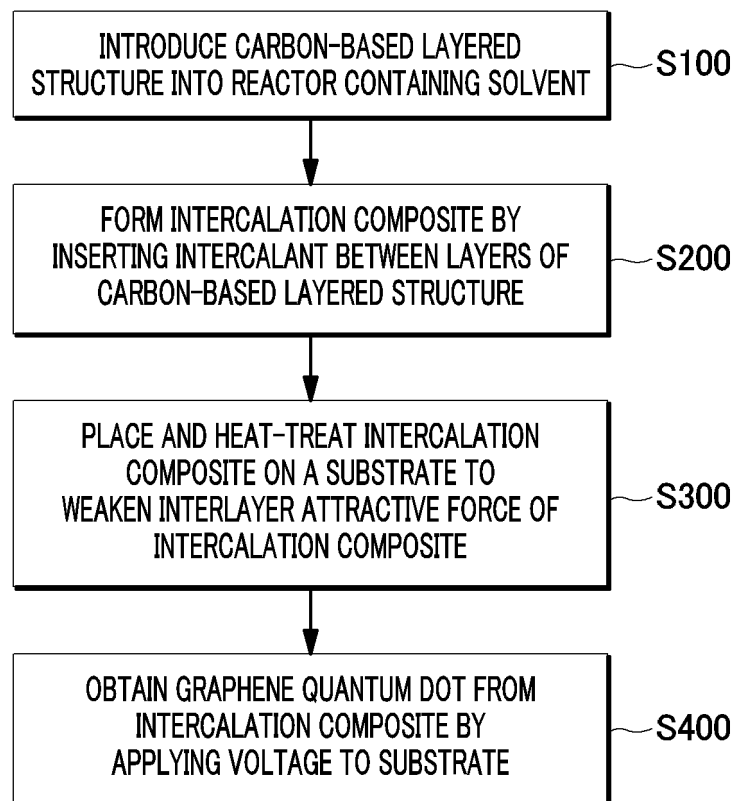 INTRODUCE CARBON-BASED LAYERED
STRUCTURE INTO REACTOR CONTAINING SOLVENT
S100
FORM INTERCALATION COMPOSITE BY
INSERTING INTERCALANT BETWEEN LAYERS OF
CARBON-BASED LAYERED STRUCTURE
S200
PLACE AND HEAT-TREAT INTERCALATION
COMPOSITE ON A SUBSTRATE TO
WEAKEN INTERLAYER ATTRACTIVE FORCE OF
INTERCALATION COMPOSITE
S300
OBTAIN GRAPHENE QUANTUM DOT FROM
INTERCALATION COMPOSITE BY
APPLYING VOLTAGE TO SUBSTRATE
S400